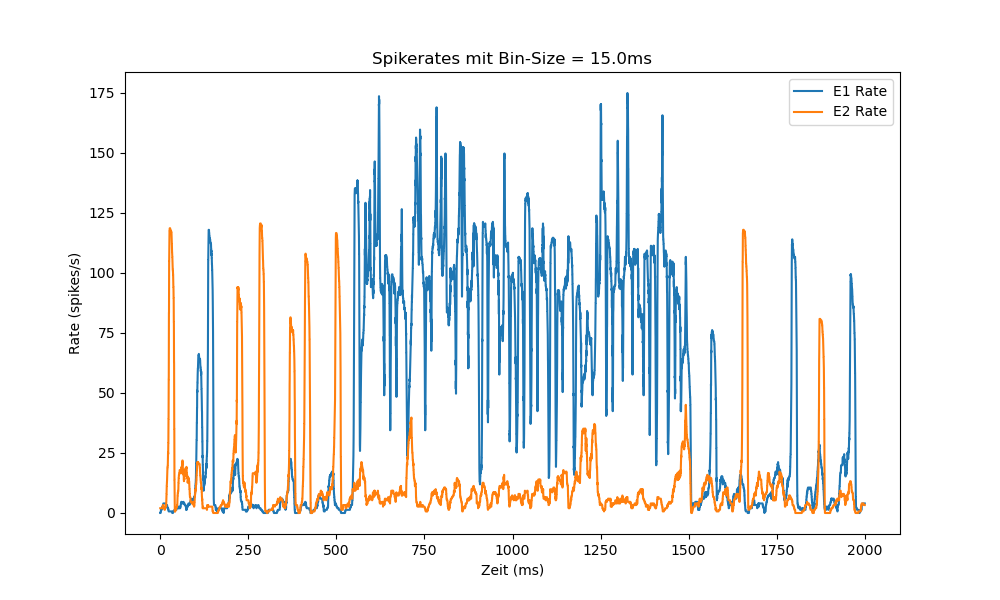 Spikerates mit Bin-Size = 15.0ms
E1 Rate
E2 Rate
Rate (spikes/s)
175
150
125
100
75
50
25
0
0 250 500 750 1000 1250 1500 1750 2000
Zeit (ms)